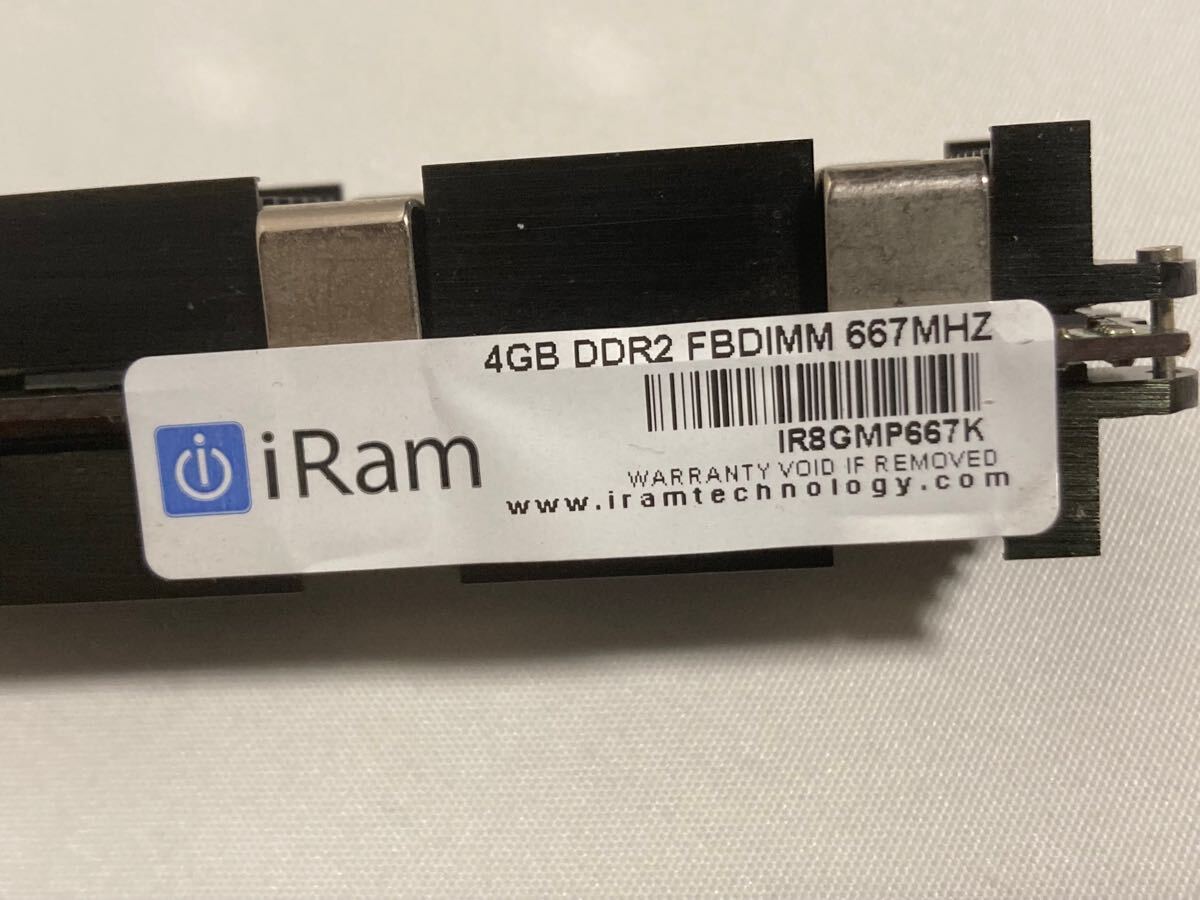 4GB DDR2 FBDIMM 667MHZ
iRam
IR8GMP667K
WARRANTY VOID IF REMOVED
www.iramtechnology.com